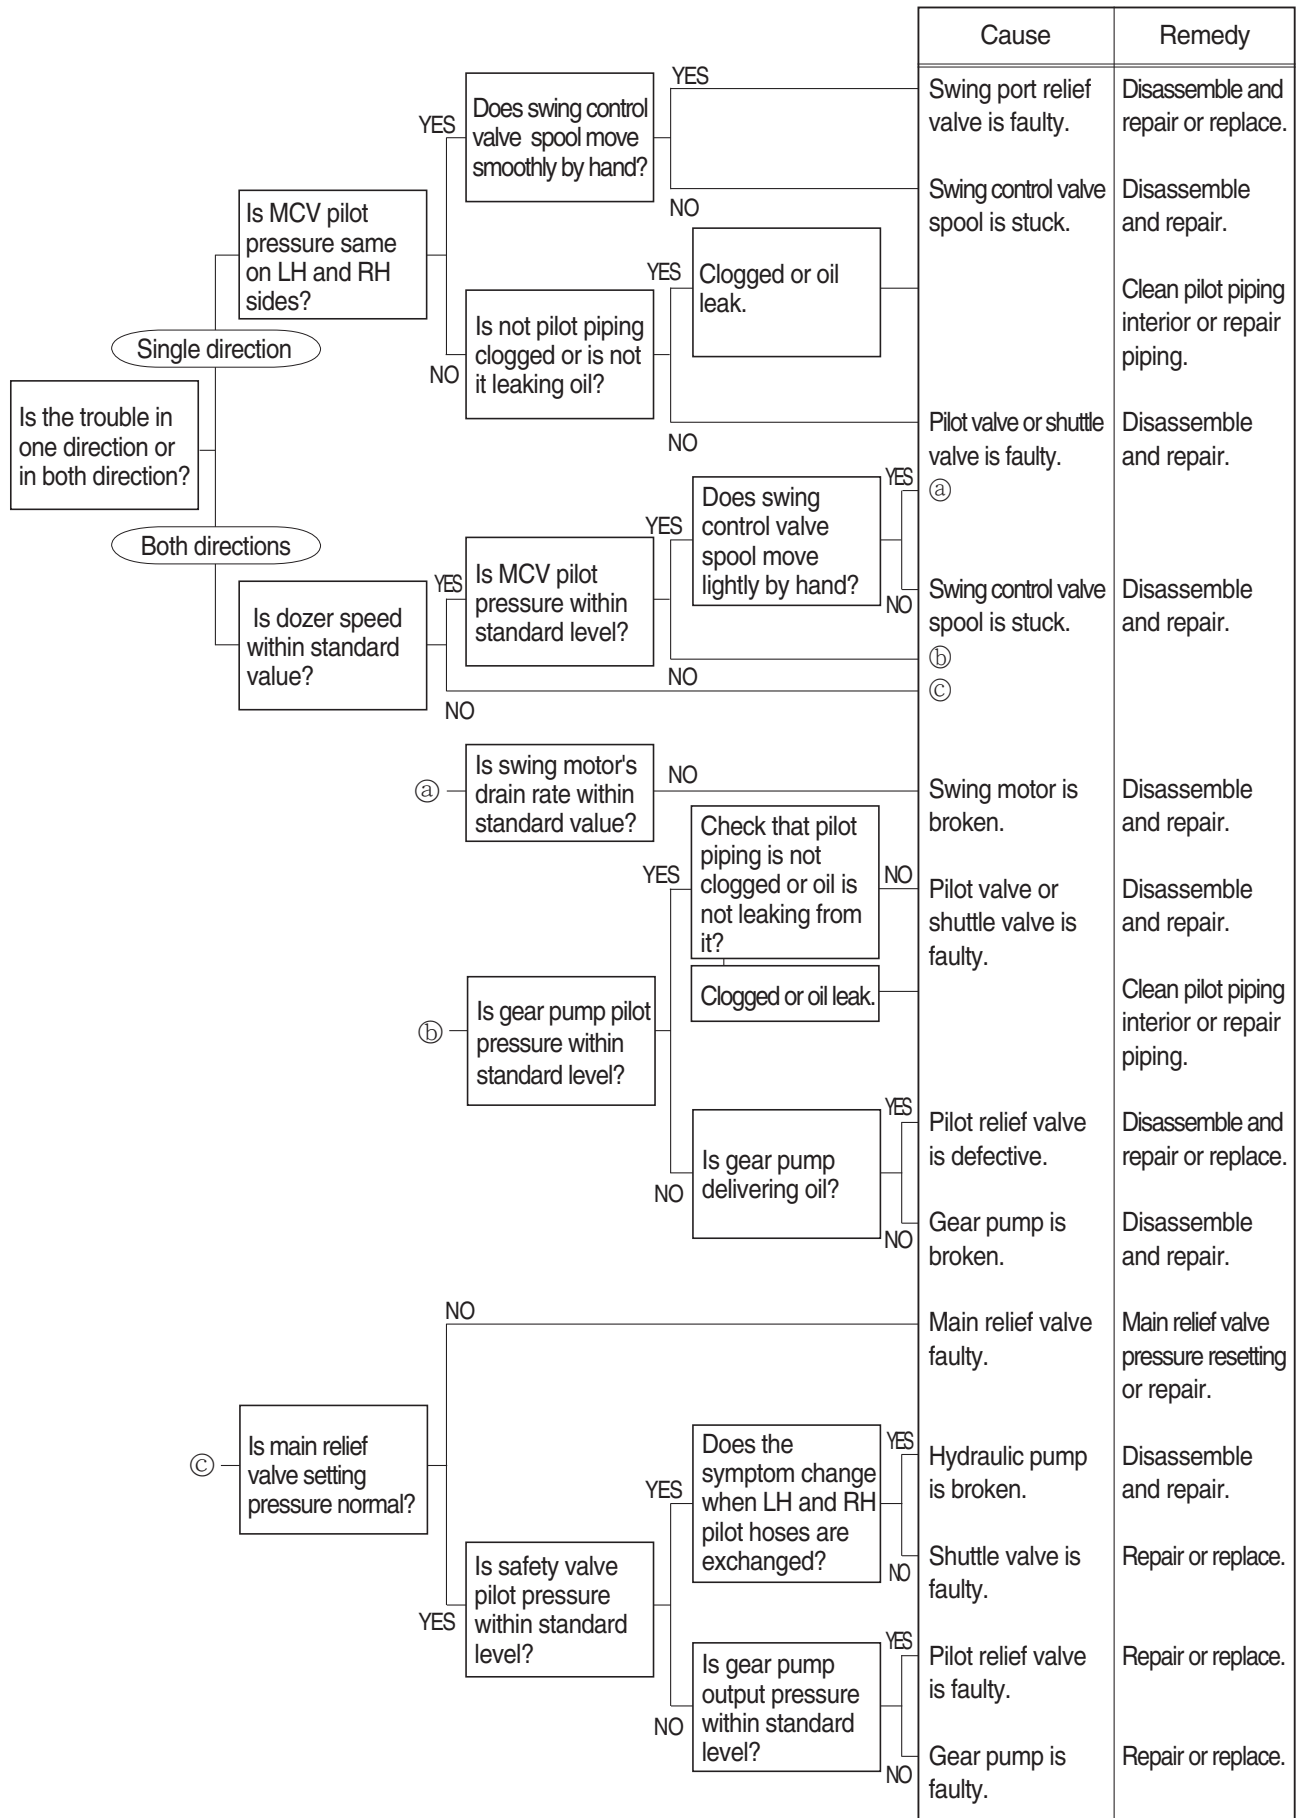 Cause
Remedy
YES
Does swing control
valve spool move
smoothly by hand?
YES
Swing port relief
valve is faulty.
Disassemble and
repair or replace.
NO
Swing control valve
spool is stuck.
Disassemble
and repair.
Is MCV pilot
pressure same
on LH and RH
sides?
YES
Clogged or oil
leak.
Clean pilot piping
interior or repair
piping.
Is not pilot piping
clogged or is not
it leaking oil?
NO
Single direction
NO
Pilot valve or shuttle
valve is faulty.
Disassemble
and repair.
Is the trouble in
one direction or
in both direction?
Both directions
YES
ⓐ
Does swing
control valve
spool move
lightly by hand?
YES
Is MCV pilot
pressure within
standard level?
YES
NO
Swing control valve
spool is stuck.
Disassemble
and repair.
Is dozer speed
within standard
value?
NO
ⓑ
NO
ⓒ
ⓐ
Is swing motor's
drain rate within
standard value?
NO
Swing motor is
broken.
Disassemble
and repair.
Check that pilot
piping is not
clogged or oil is
not leaking from
it?
YES
NO
Pilot valve or
shuttle valve is
faulty.
Disassemble
and repair.
Clogged or oil leak.
Clean pilot piping
interior or repair
piping.
ⓑ
Is gear pump pilot
pressure within
standard level?
YES
Pilot relief valve
is defective.
Disassemble and
repair or replace.
NO
Is gear pump
delivering oil?
NO
Gear pump is
broken.
Disassemble
and repair.
NO
Main relief valve
faulty.
Main relief valve
pressure resetting
or repair.
ⓒ
Is main relief
valve setting
pressure normal?
YES
Does the
symptom change
when LH and RH
pilot hoses are
exchanged?
YES
Hydraulic pump
is broken.
Disassemble
and repair.
NO
Shuttle valve is
faulty.
Repair or replace.
YES
Is safety valve
pilot pressure
within standard
level?
NO
Is gear pump
output pressure
within standard
level?
YES
Pilot relief valve
is faulty.
Repair or replace.
NO
Gear pump is
faulty.
Repair or replace.